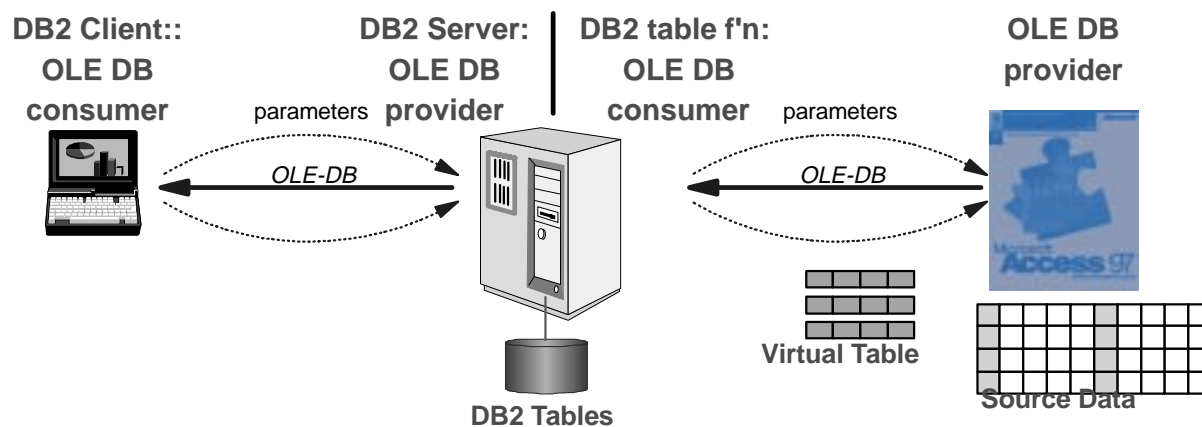 DB2 Client::
OLE DB
consumer
DB2 Server:
OLE DB
provider
DB2 table f'n:
OLE DB
consumer
OLE DB
provider
parameters
OLE-DB
parameters
OLE-DB
Microsoft
Access 97
Virtual Table
Source Data
DB2 Tables